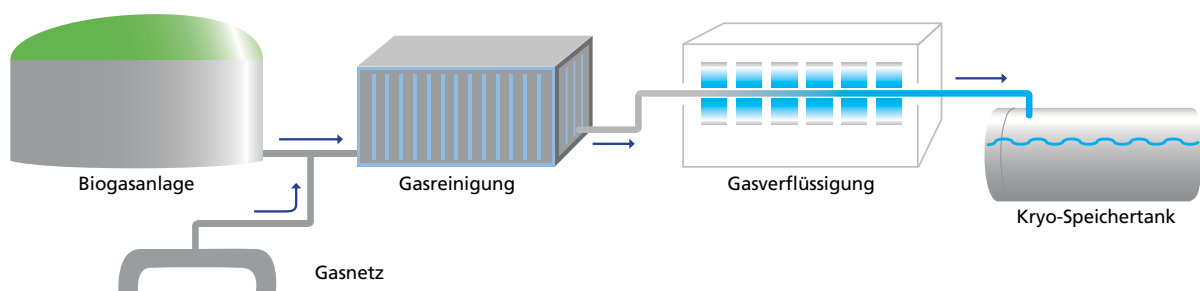 Biogasanlage
Gasreinigung
Gasverflüssigung
Kryo-Speichertank
Gasnetz